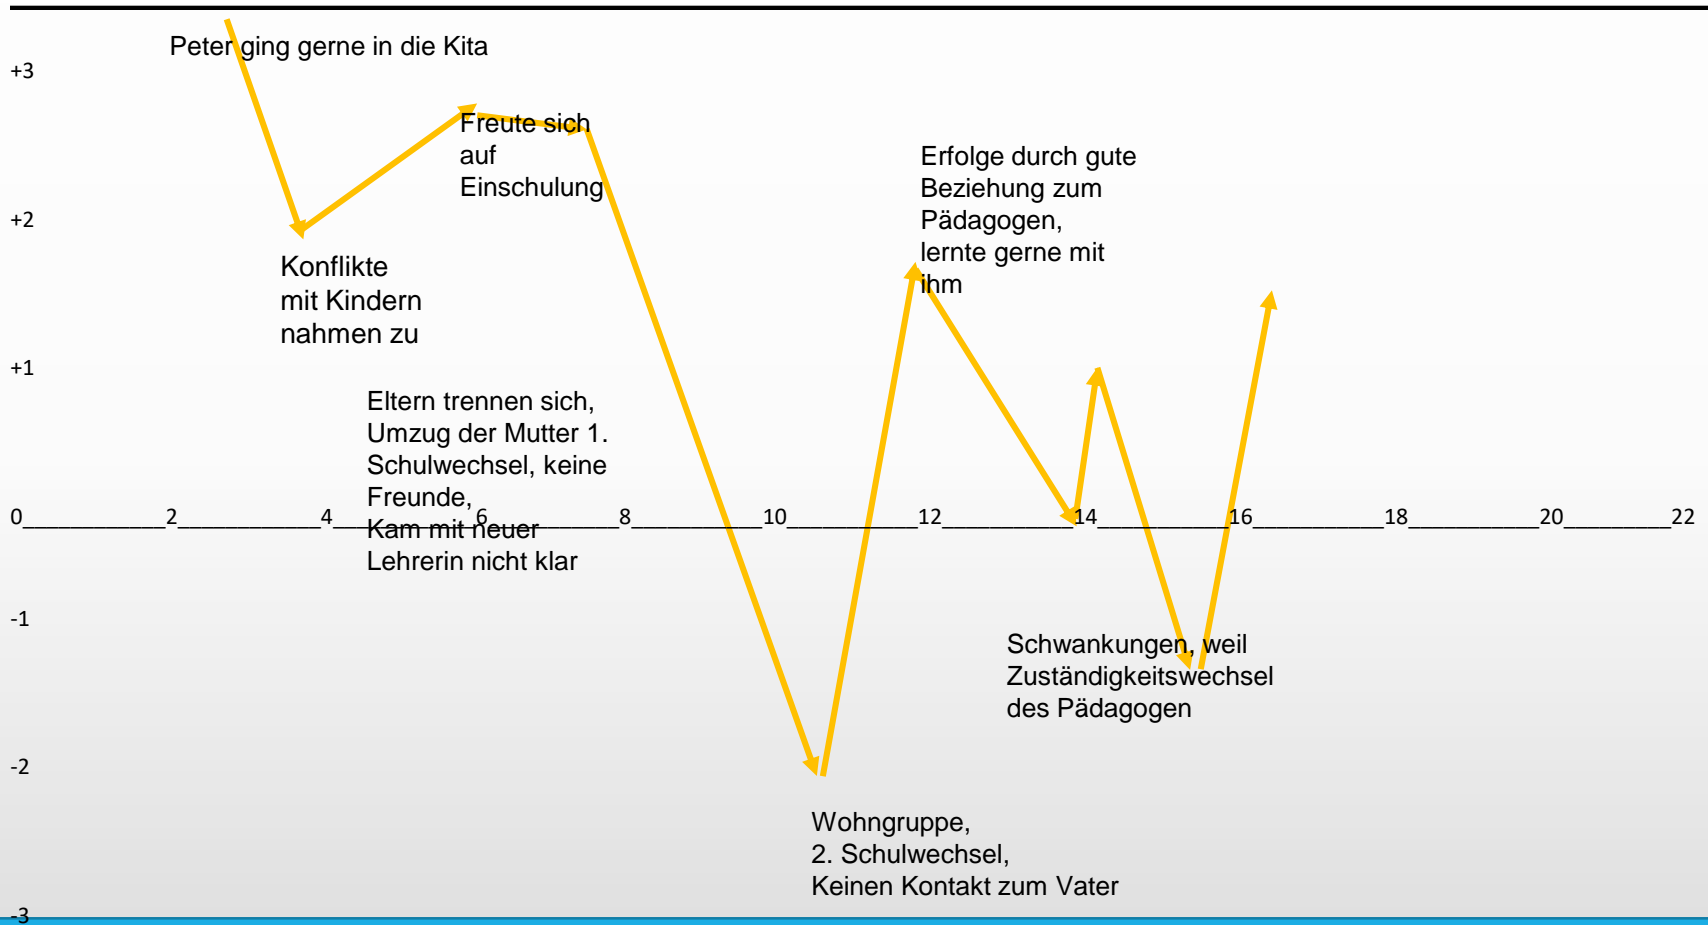 Peter ging gerne in die Kita
+3
Freute sich
auf
Einschulung
Erfolge durch gute
Beziehung zum
Pädagogen,
lernte gerne mit
ihm
+2
Konflikte
mit Kindern
nahmen zu
+1
Eltern trennen sich,
Umzug der Mutter 1.
Schulwechsel, keine
Freunde,
Kam mit neuer
Lehrerin nicht klar
0____________2____________4____________6____________8____________10____________12____________14____________16____________18____________20____________22
-1
Schwankungen, weil
Zuständigkeitswechsel
des Pädagogen
-2
Wohngruppe,
2. Schulwechsel,
Keinen Kontakt zum Vater
-3